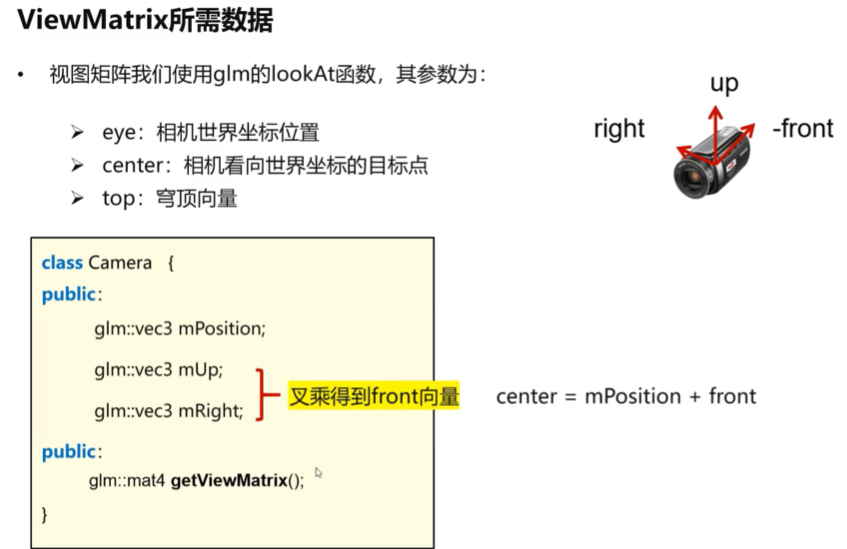 ViewMatrix所需数据
• 视图矩阵我们使用glm的lookAt函数，其参数为：
➢ eye：相机世界坐标位置
➢ center：相机看向世界坐标的目标点
➢ top：穹顶向量
up
right
-front
class Camera {
public:
glm::vec3 mPosition;
glm::vec3 mUp;
glm::vec3 mRight;
叉乘得到front向量
center = mPosition + front
public:
glm::mat4 getViewMatrix();
}